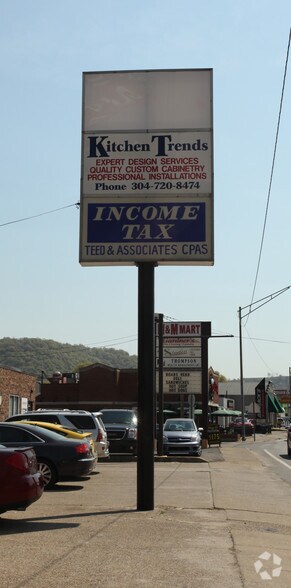 Kitchen Trends
EXPERT DESIGN SERVICES
QUALITY CUSTOM CABINETRY
PROFESSIONAL INSTALLATIONS
Phone 304-720-8474
INCOME
TAX
TEED & ASSOCIATES CPAS
J & M MART